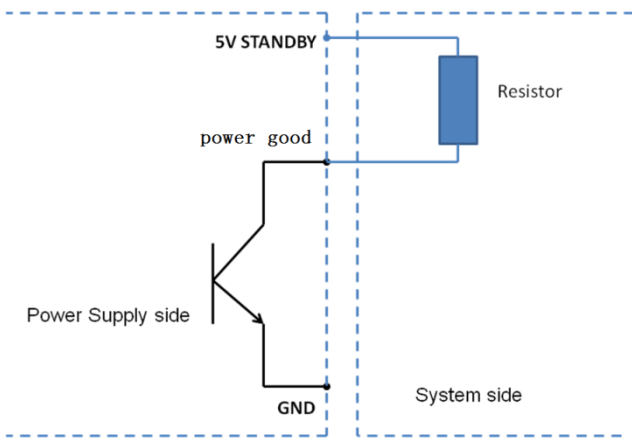 5V STANDBY
Resistor
power good
Power Supply side
System side
GND